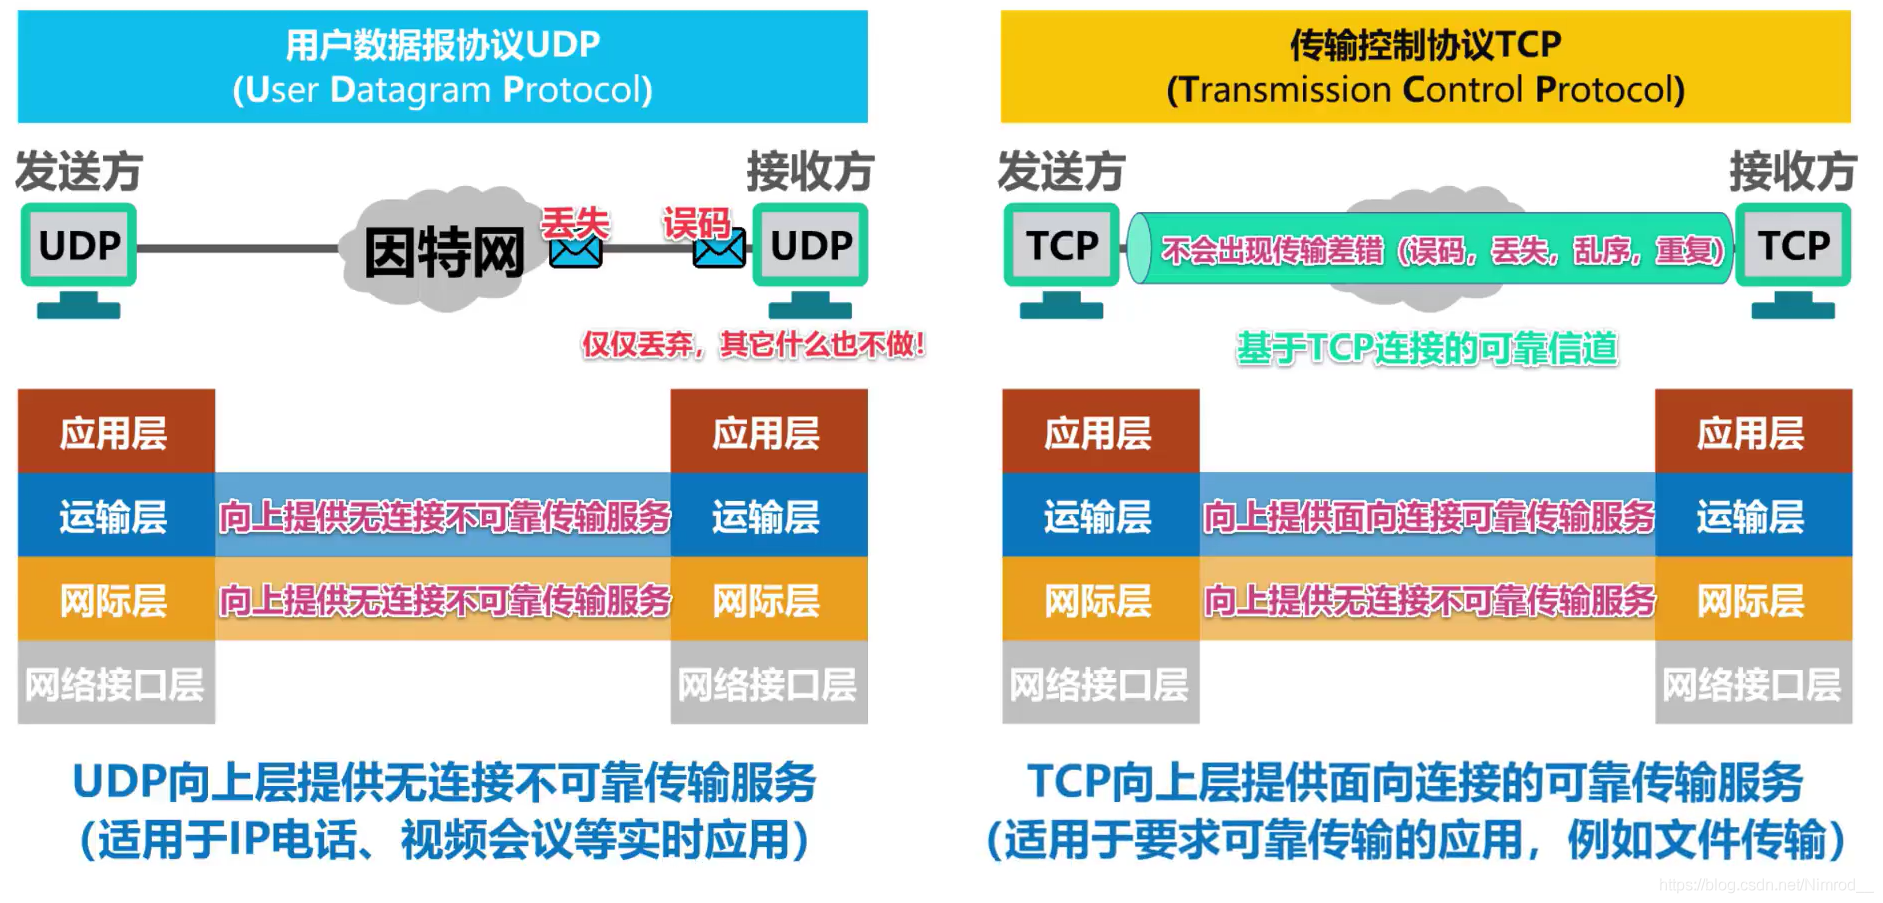 用户数据报协议UDP
(User Datagram Protocol)
发送方
接收方
UDP
因特网
丢失
误码
UDP
仅仅丢弃，其它什么也不做！
应用层
应用层
运输层
向上提供无连接不可靠传输服务
运输层
网际层
向上提供无连接不可靠传输服务
网际层
网络接口层
网络接口层
UDP向上层提供无连接不可靠传输服务
（适用于IP电话、视频会议等实时应用）
传输控制协议TCP
(Transmission Control Protocol)
发送方
接收方
TCP
不会出现传输差错（误码，丢失，乱序，重复）
TCP
基于TCP连接的可靠信道
应用层
应用层
运输层
向上提供面向连接可靠传输服务
运输层
网际层
向上提供无连接不可靠传输服务
网际层
网络接口层
网络接口层
TCP向上层提供面向连接的可靠传输服务
（适用于要求可靠传输的应用，例如文件传输）
https://blog.csdn.net/Nimrod__